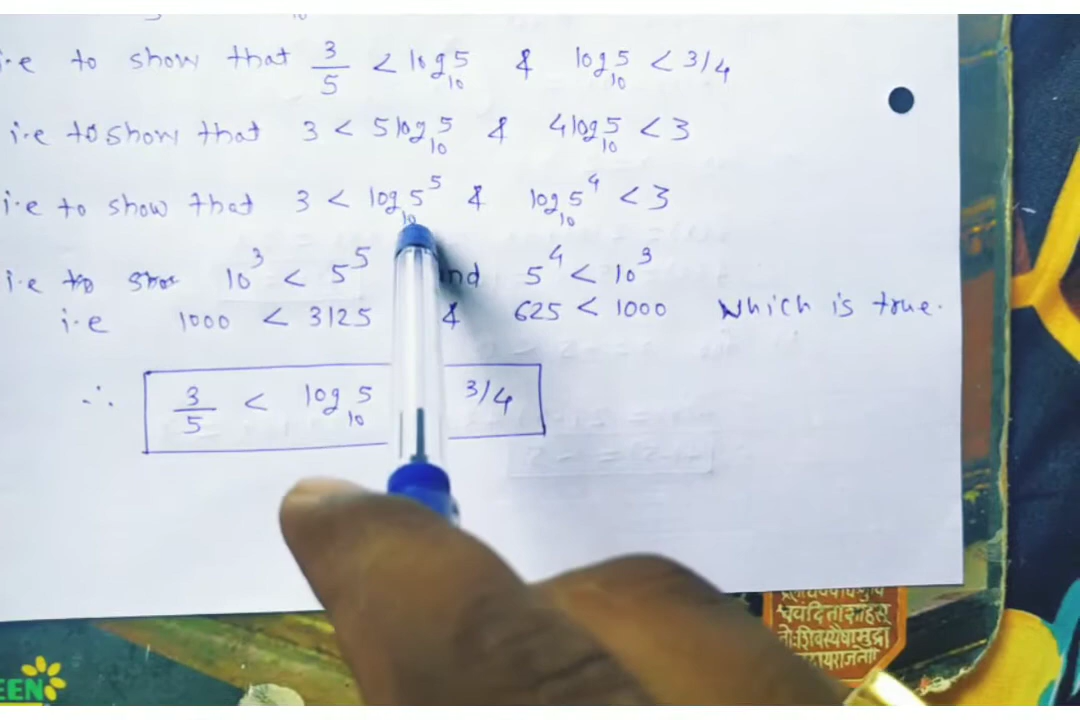 i.e to show that 3/5 < log₁₀5 & log₁₀5 < 3/4
i.e to show that 3 < 5log₁₀5 & 4log₁₀5 < 3
i.e to show that 3 < log₁₀5⁵ & log₁₀5⁴ < 3
i.e to show 10³ < 5⁵ and 5⁴ < 10³
i.e 1000 < 3125 & 625 < 1000 which is true.
∴ 3/5 < log₁₀5 3/4